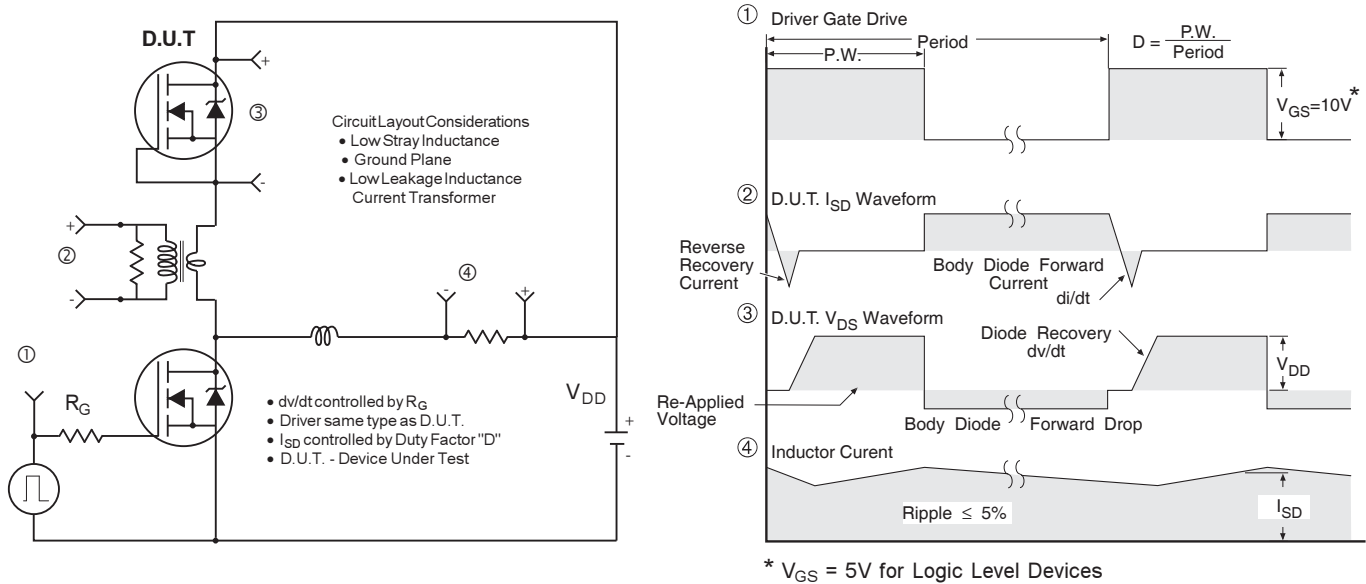 D.U.T
+
③
-
Circuit Layout Considerations
• Low Stray Inductance
• Ground Plane
• Low Leakage Inductance
Current Transformer
+
②
-
④
-
+
①
R_G
• dv/dt controlled by R_G
• Driver same type as D.U.T.
• I_SD controlled by Duty Factor "D"
• D.U.T. - Device Under Test
V_DD
+
-
① Driver Gate Drive
Period
P.W.
D = P.W.
Period
V_GS=10V *
② D.U.T. I_SD Waveform
Reverse
Recovery
Current
Body Diode Forward
Current
di/dt
③ D.U.T. V_DS Waveform
Diode Recovery
dv/dt
V_DD
Re-Applied
Voltage
Body Diode Forward Drop
④ Inductor Curent
Ripple ≤ 5%
I_SD
* V_GS = 5V for Logic Level Devices